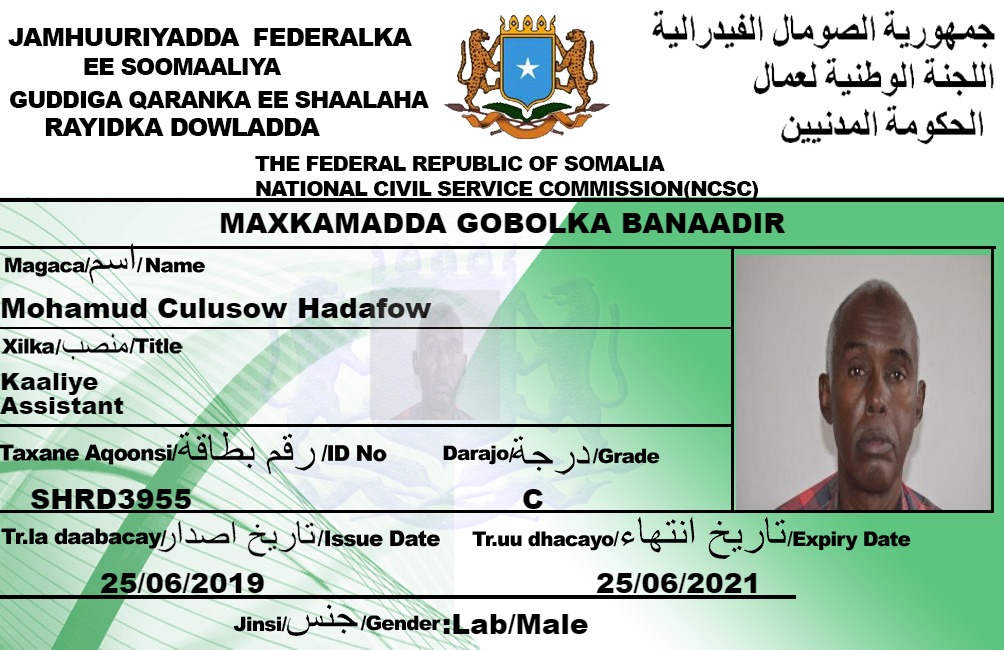 JAMHUURIYADDA FEDERALKA
EE SOOMAALIYA
GUDDIGA QARANKA EE SHAALAHA
RAYIDKA DOWLADDA
جمهورية الصومال الفيدرالية
اللجنة الوطنية لعمال
الحكومة المدنيين
THE FEDERAL REPUBLIC OF SOMALIA
NATIONAL CIVIL SERVICE COMMISSION(NCSC)
MAXKAMADDA GOBOLKA BANAADIR
Magaca/اسم/Name
Mohamud Culusow Hadafow
Xilka/منصب/Title
Kaaliye
Assistant
Taxane Aqoonsi/رقم بطاقة/ID No
Darajo/درجة/Grade
SHRD3955
C
Tr.la daabacay/تاريخ اصدار/Issue Date
Tr.uu dhacayo/تاريخ انتهاء/Expiry Date
25/06/2019
25/06/2021
Jinsi/جنس/Gender:Lab/Male